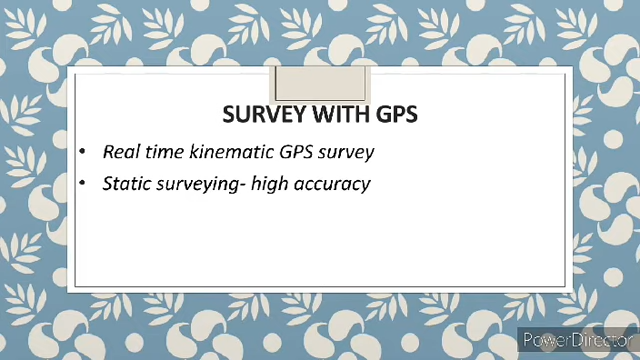 SURVEY WITH GPS
• Real time kinematic GPS survey
• Static surveying- high accuracy
PowerDirector